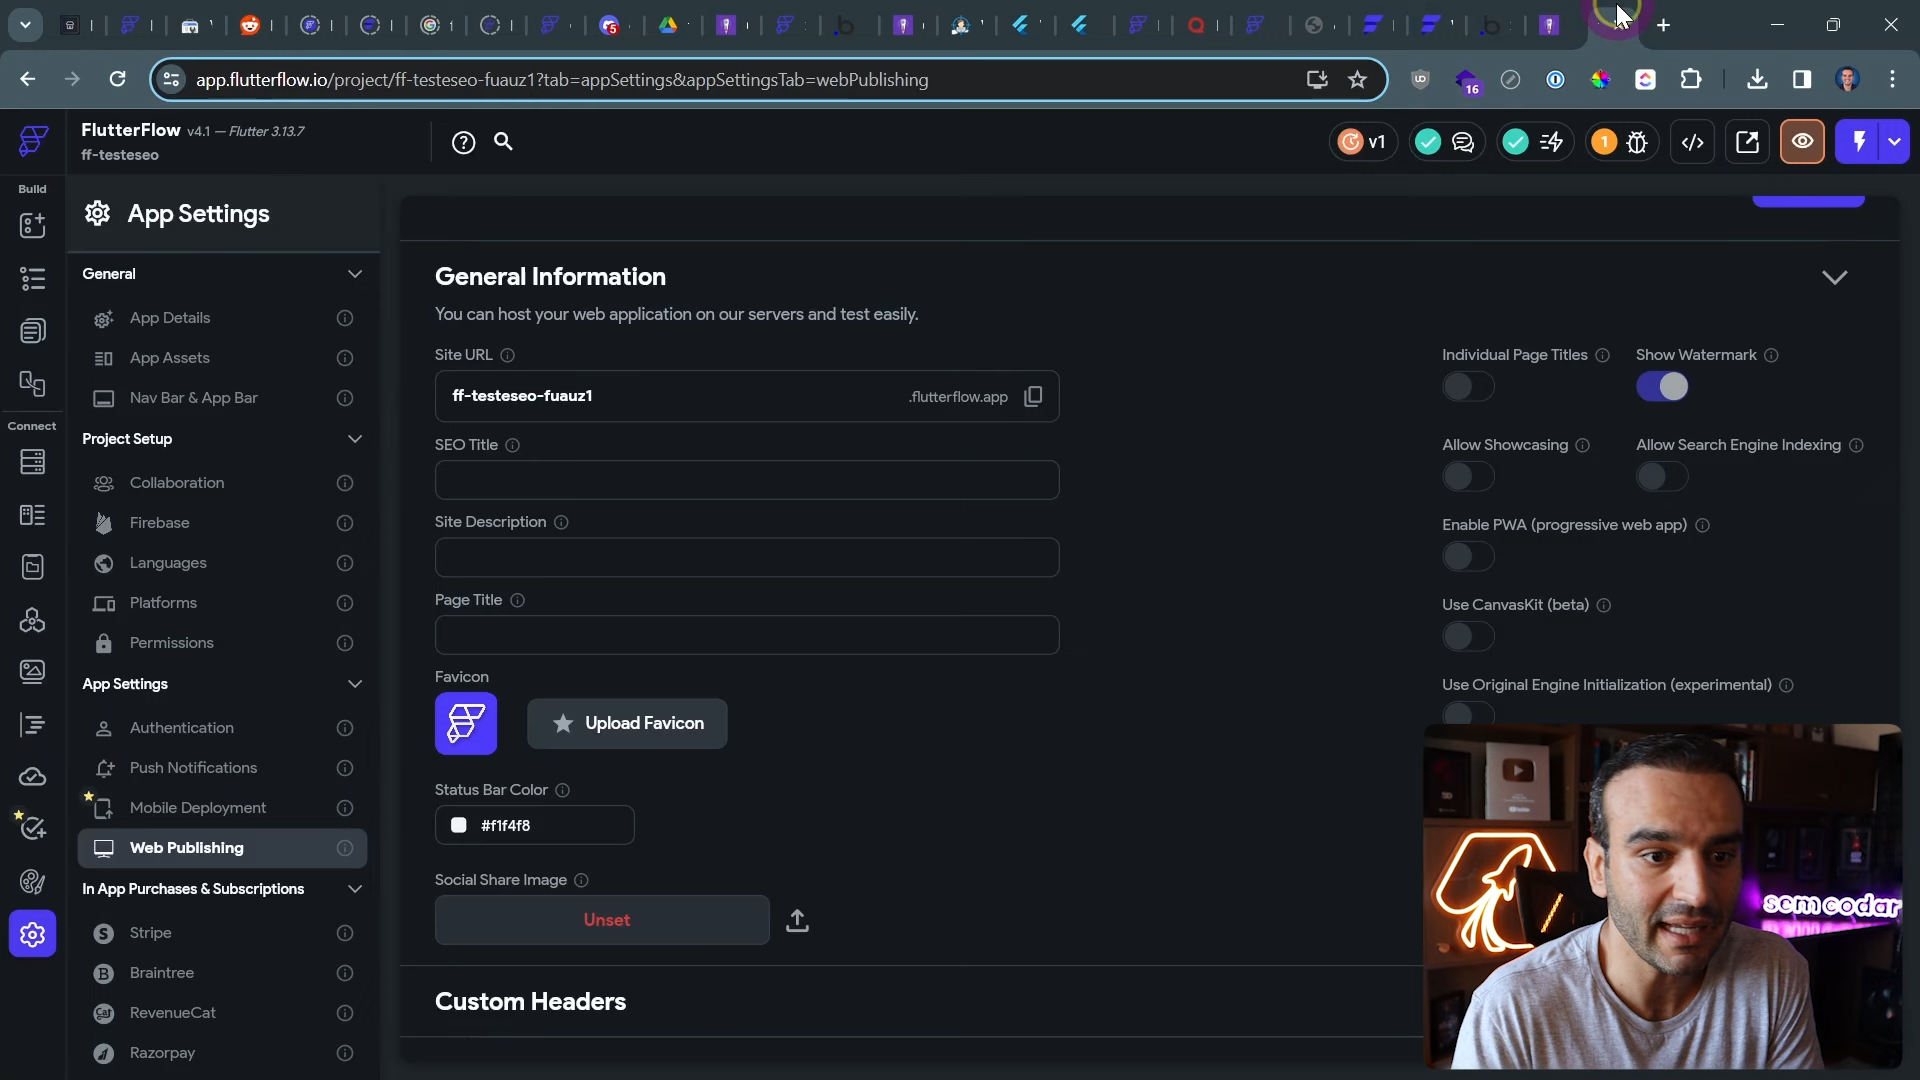 5
app.flutterflow.io/project/ff-testeseo-fuauz1?tab=appSettings&appSettingsTab=webPublishing
16
FlutterFlow v4.1 — Flutter 3.13.7
ff-testeseo
v1
1
Build
Connect
App Settings
General
App Details
App Assets
Nav Bar & App Bar
Project Setup
Collaboration
Firebase
Languages
Platforms
Permissions
App Settings
Authentication
Push Notifications
Mobile Deployment
Web Publishing
In App Purchases & Subscriptions
Stripe
Braintree
RevenueCat
Razorpay
General Information
You can host your web application on our servers and test easily.
Site URL
ff-testeseo-fuauz1 .flutterflow.app
SEO Title
Site Description
Page Title
Favicon
Upload Favicon
Status Bar Color
#f1f4f8
Social Share Image
Unset
Custom Headers
Individual Page Titles
Show Watermark
Allow Showcasing
Allow Search Engine Indexing
Enable PWA (progressive web app)
Use CanvasKit (beta)
Use Original Engine Initialization (experimental)
semcodar